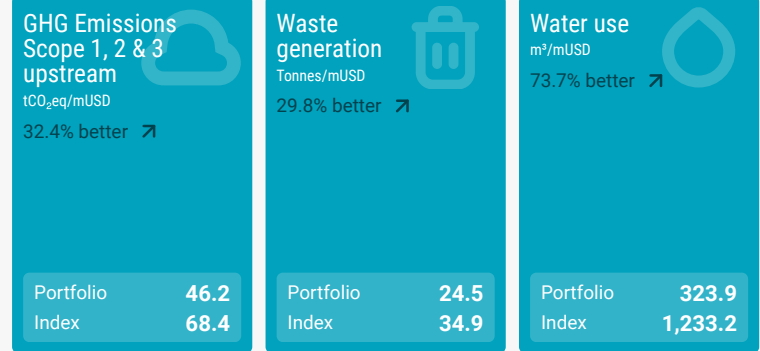 GHG Emissions
Scope 1, 2 & 3
upstream
tCO₂eq/mUSD
32.4% better
Portfolio 46.2
Index 68.4
Waste
generation
Tonnes/mUSD
29.8% better
Portfolio 24.5
Index 34.9
Water use
m³/mUSD
73.7% better
Portfolio 323.9
Index 1,233.2